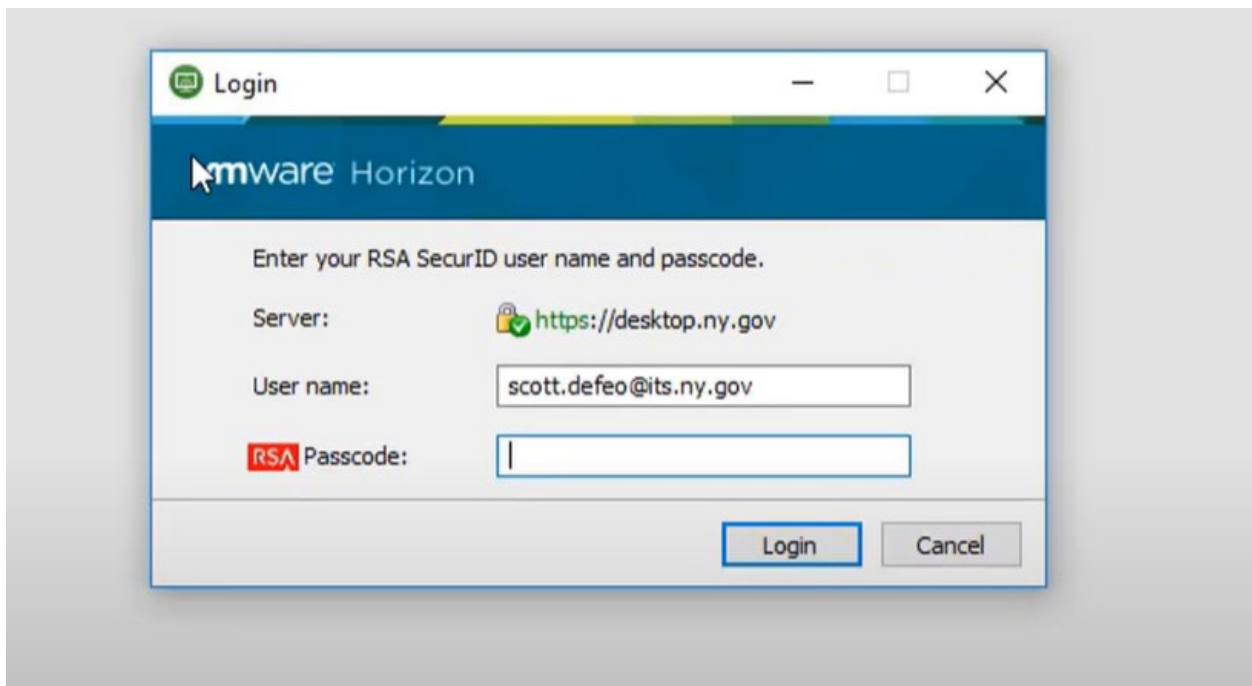 Login
vmware Horizon
Enter your RSA SecurID user name and passcode.
Server: https://desktop.ny.gov
User name: scott.defeo@its.ny.gov
RSA Passcode:
Login Cancel